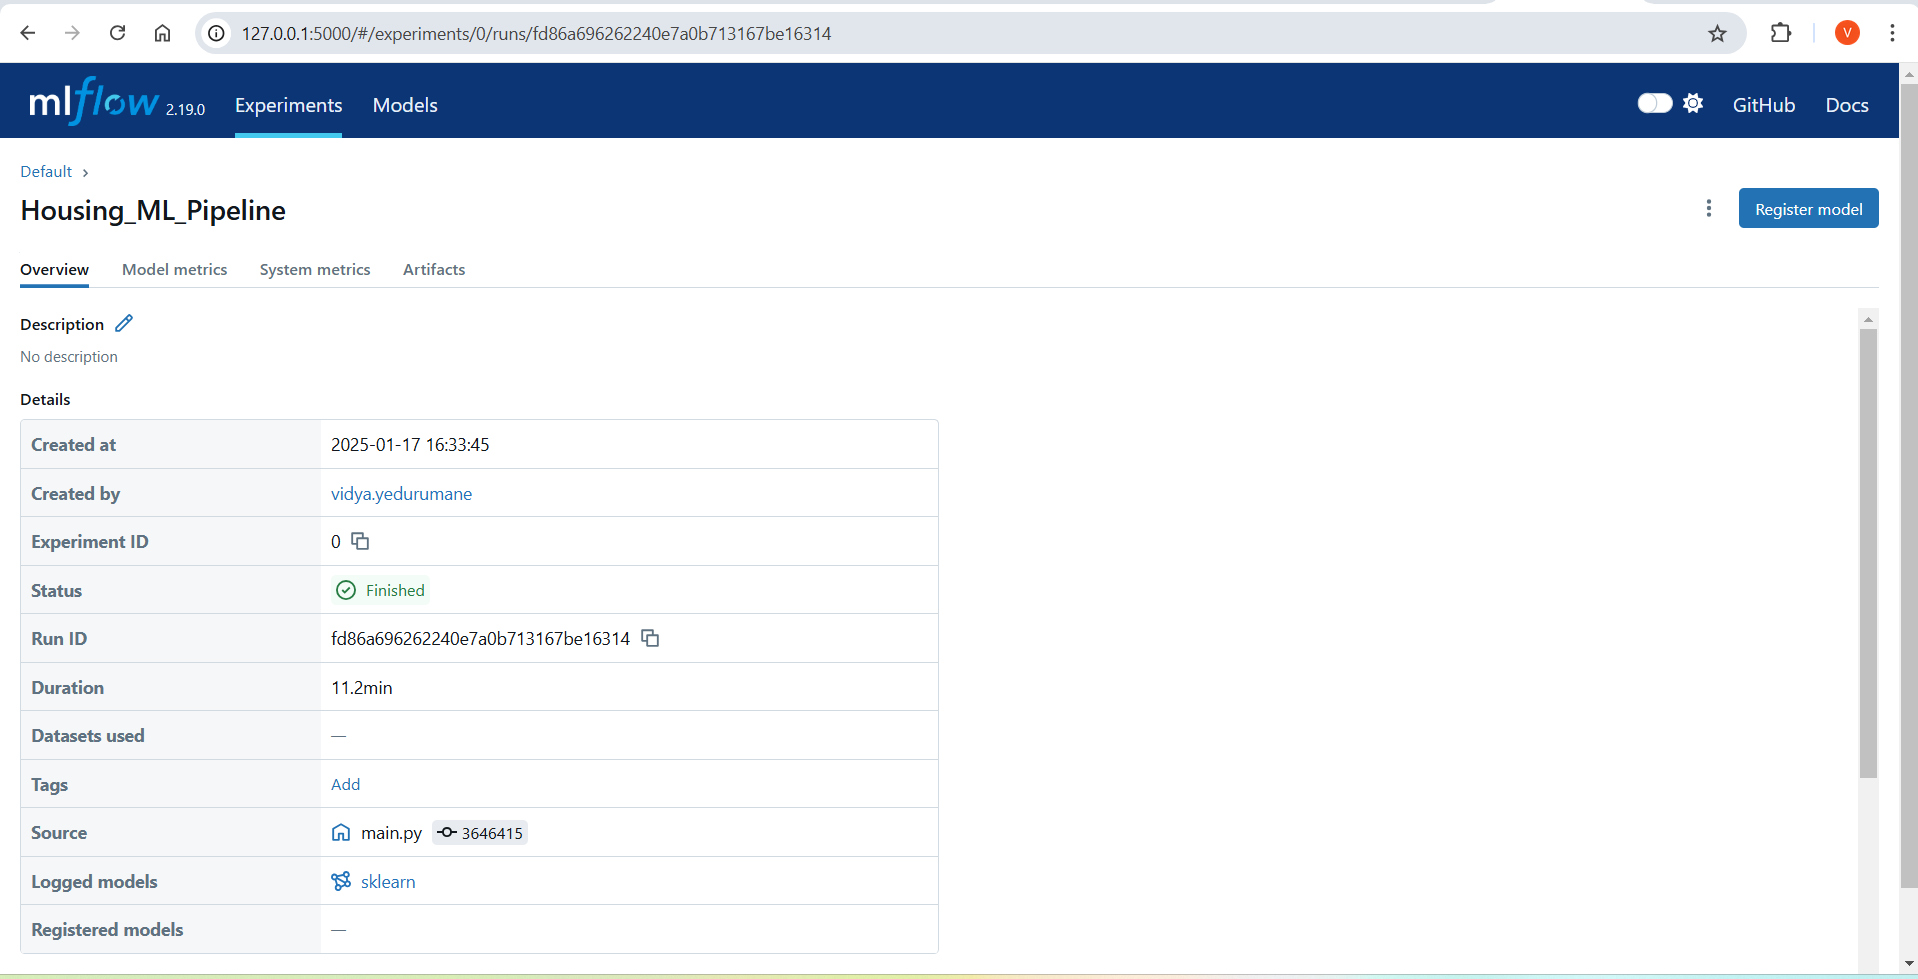 127.0.0.1:5000/#/experiments/0/runs/fd86a696262240e7a0b713167be16314
V
mlflow 2.19.0 Experiments Models GitHub Docs
Default
Housing_ML_Pipeline
Register model
Overview Model metrics System metrics Artifacts
Description
No description
Details
Created at 2025-01-17 16:33:45
Created by vidya.yedurumane
Experiment ID 0
Status Finished
Run ID fd86a696262240e7a0b713167be16314
Duration 11.2min
Datasets used —
Tags Add
Source main.py 3646415
Logged models sklearn
Registered models —